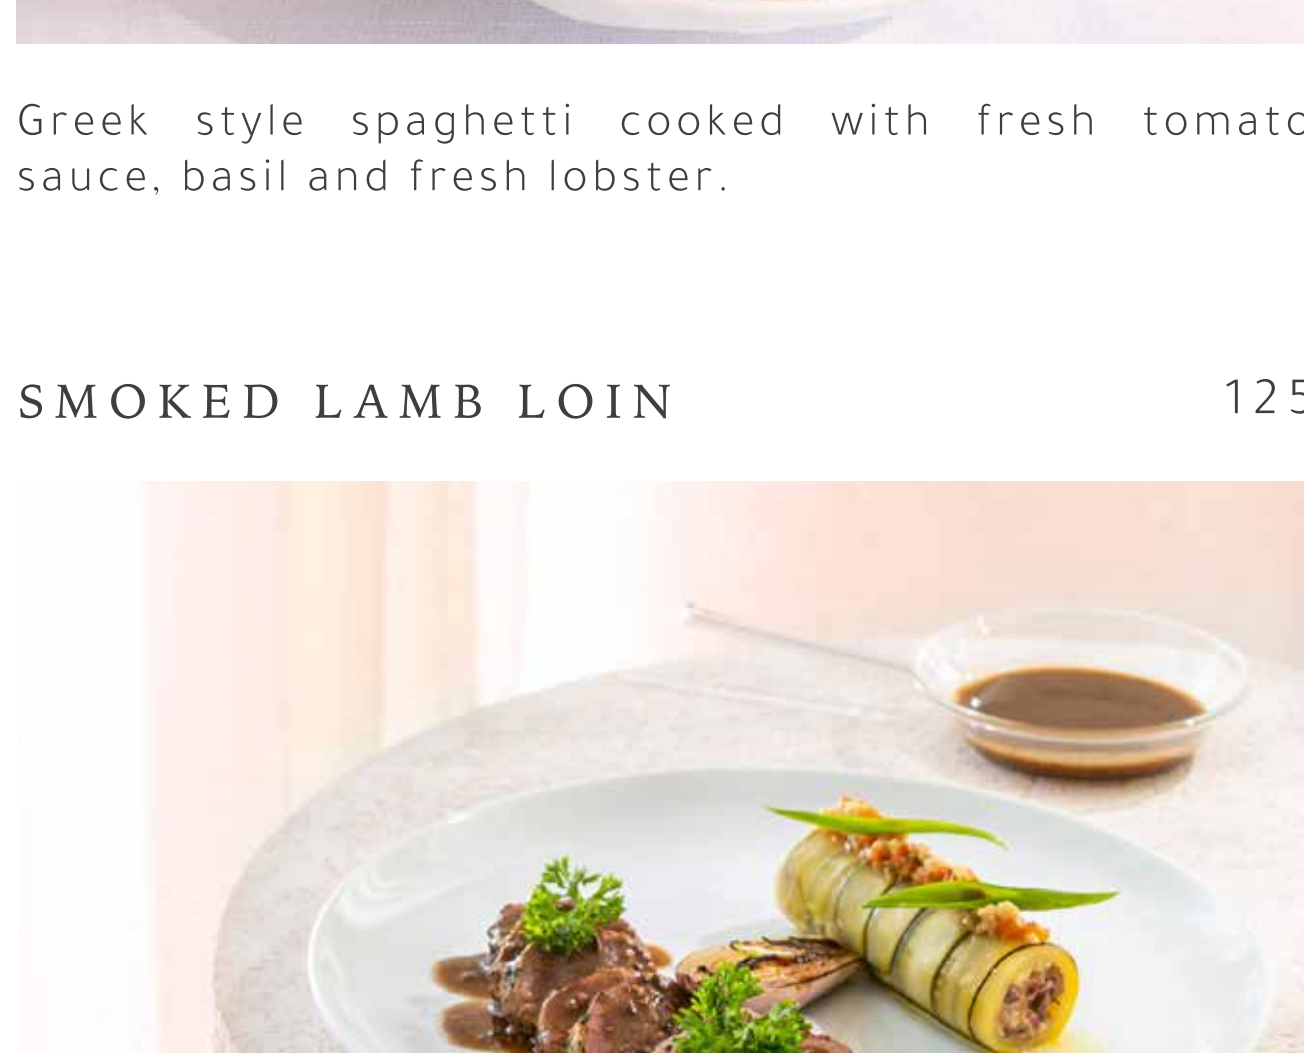 Greek style spaghetti cooked with fresh tomato
sauce, basil and fresh lobster.
SMOKED LAMB LOIN 125